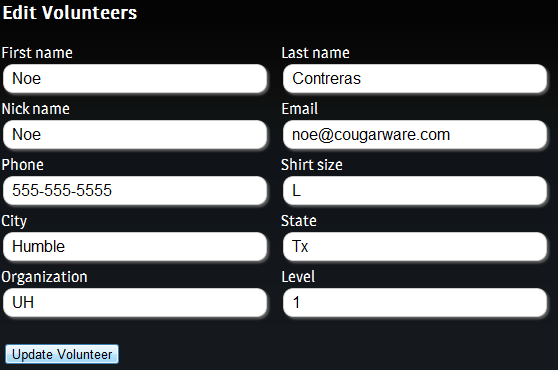 Edit Volunteers
First name Last name
Noe Contreras
Nick name Email
Noe noe@cougarware.com
Phone Shirt size
555-555-5555 L
City State
Humble Tx
Organization Level
UH 1
Update Volunteer